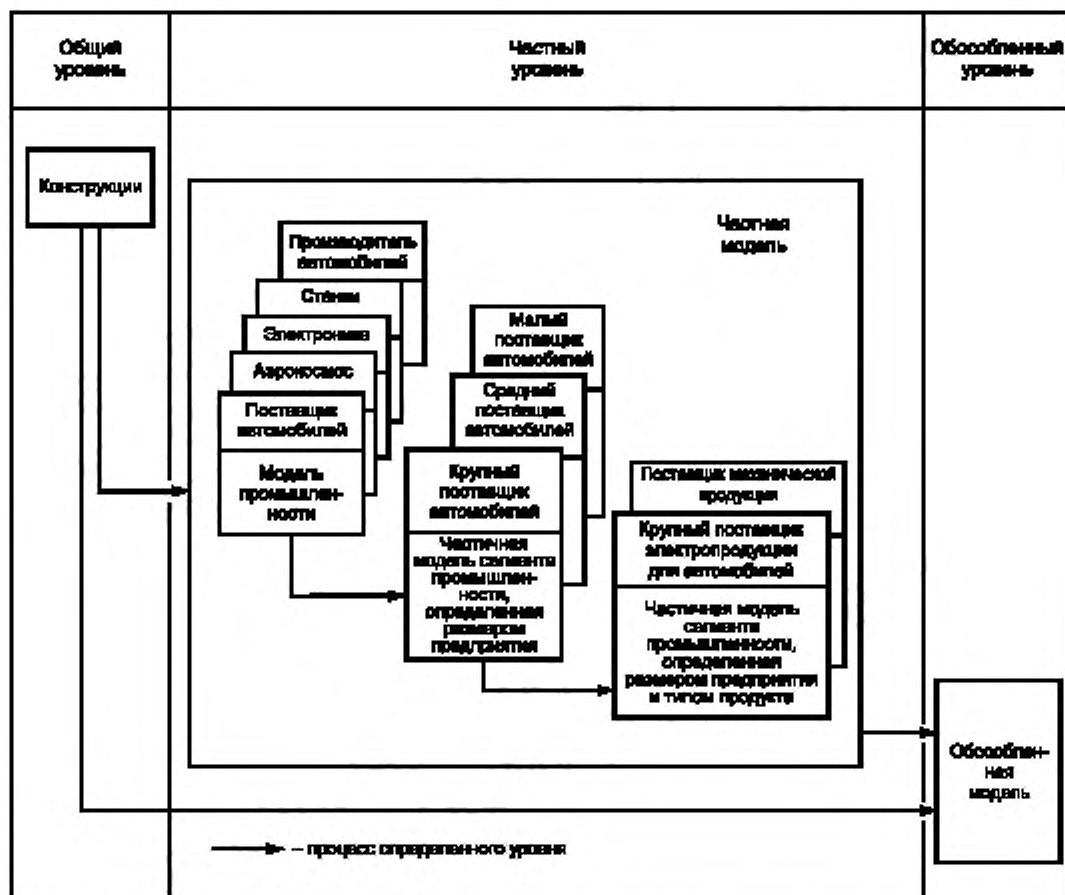 Общий
уровень
Частный
уровень
Обособленный
уровень
Конструкции
Частная
модель
Производитель
автомобилей
Станки
Электроника
Аэрокосмос
Поставщик
автомобилей
Модель
промышлен-
ности
Малый
поставщик
автомобилей
Средний
поставщик
автомобилей
Крупный
поставщик
автомобилей
Частичная
модель сегмента
промышлен-
ности,
определенная
размером
предприятия
Поставщик механической
продукции
Крупный поставщик
электропродукции
для автомобилей
Частичная модель
сегмента
промышленности,
определенная
размером предприятия
и типом продукта
Обособлен-
ная
модель
– процесс определенного уровня